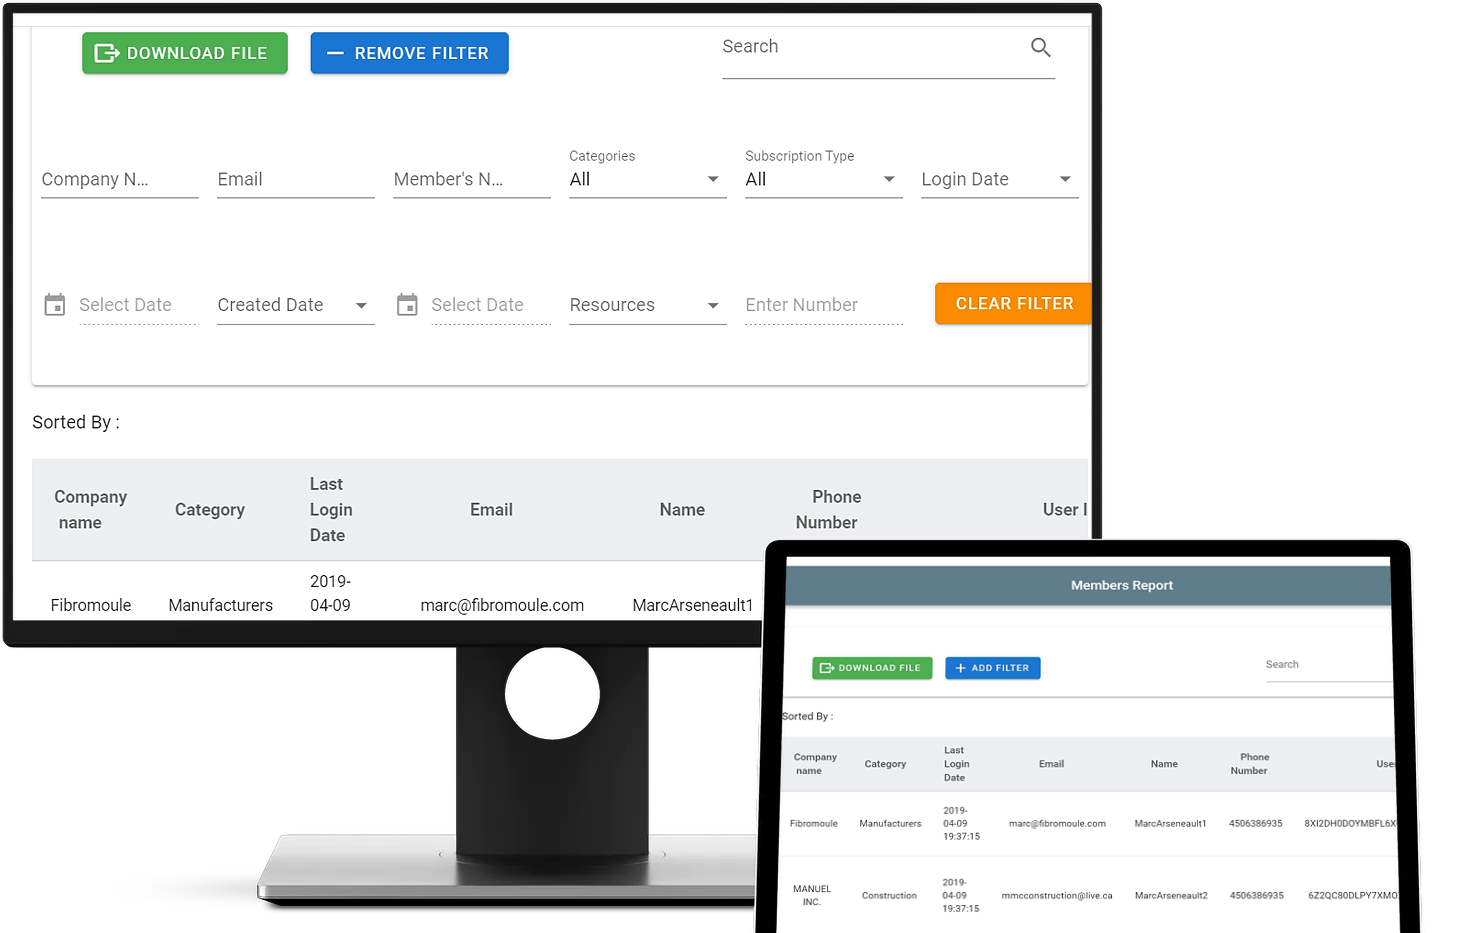 DOWNLOAD FILE
REMOVE FILTER
Search
Company N...
Email
Member's N...
Categories
All
Subscription Type
All
Login Date
Select Date
Created Date
Select Date
Resources
Enter Number
CLEAR FILTER
Sorted By :
Company name
Category
Last Login Date
Email
Name
Phone Number
User I
Fibromoule
Manufacturers
2019-04-09
marc@fibromoule.com
MarcArseneault1
Members Report
DOWNLOAD FILE
ADD FILTER
Search
Sorted By :
Company name
Category
Last Login Date
Email
Name
Phone Number
User
Fibromoule
Manufacturers
2019-04-09 19:37:15
marc@fibromoule.com
MarcArseneault1
4506386935
8XI2DH0DOYMBFL6X
MANUEL INC.
Construction
2019-04-09 19:37:15
mmcconstruction@live.ca
MarcArseneault2
4506386935
6Z2QC80DLPY7XMO